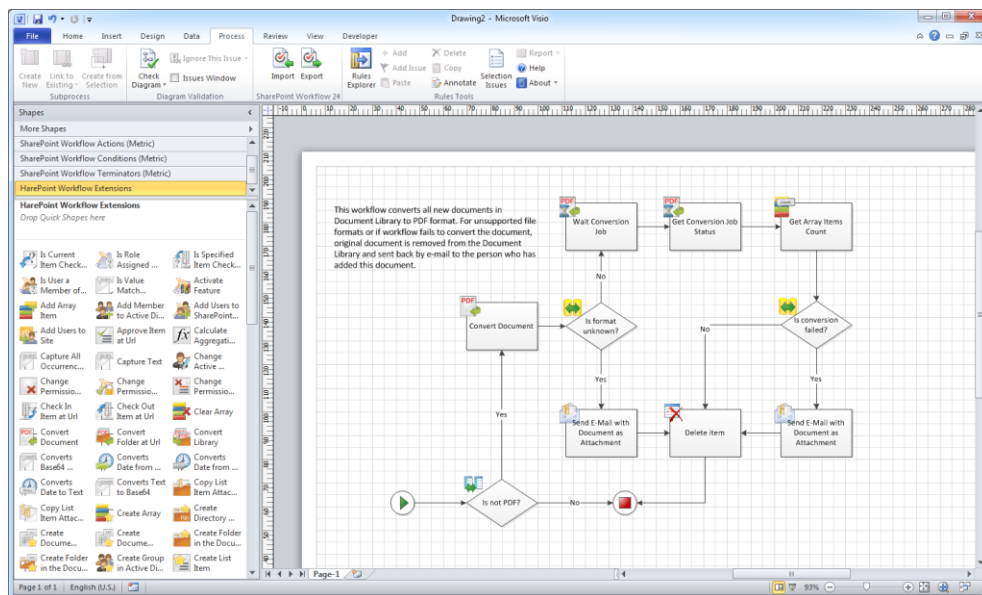 Drawing2 - Microsoft Visio
File Home Insert Design Data Process Review View Developer
Create New
Link to Existing
Create from Selection
Subprocess
Check Diagram
Ignore This Issue
Issues Window
Diagram Validation
Import Export
SharePoint Workflow 24
Rules Explorer
Add
Add Issue
Paste
Delete
Copy
Annotate
Selection Issues
Report
Help
About
Rules Tools
Shapes
More Shapes
SharePoint Workflow Actions (Metric)
SharePoint Workflow Conditions (Metric)
SharePoint Workflow Terminators (Metric)
HarePoint Workflow Extensions
HarePoint Workflow Extensions
Drop Quick Shapes here
Is Current Item Check...
Is Role Assigned ...
Is Specified Item Check...
Is User a Member of...
Is Value Match...
Activate Feature
Add Array Item
Add Member to Active Di...
Add Users to SharePoint...
Add Users to Site
Approve Item at Url
Calculate Aggregati...
Capture All Occurrenc...
Capture Text
Change Active ...
Change Permissio...
Change Permissio...
Change Permissio...
Check In Item at Url
Check Out Item at Url
Clear Array
Convert Document
Convert Folder at Url
Convert Library
Converts Base64 ...
Converts Date from ...
Converts Date from ...
Converts Date to Text
Converts Text to Base64
Copy List Item Attac...
Copy List Item Attac...
Create Array
Create Directory ...
Create Docume...
Create Docume...
Create Folder in the Docu...
Create Folder in the Docu...
Create Group in Active Di...
Create List Item
This workflow converts all new documents in
Document Library to PDF format. For unsupported file
formats or if workflow fails to convert the document,
original document is removed from the Document
Library and sent back by e-mail to the person who has
added this document.
Wait Conversion
Job
Get Conversion Job
Status
Get Array Items
Count
No
Convert Document
Is format
unknown?
No
Is conversion
failed?
Yes
Yes
Yes
Send E-Mail with
Document as
Attachment
Delete item
Send E-Mail with
Document as
Attachment
Is not PDF?
No
Page-1
Page 1 of 1
English (U.S.)
93%